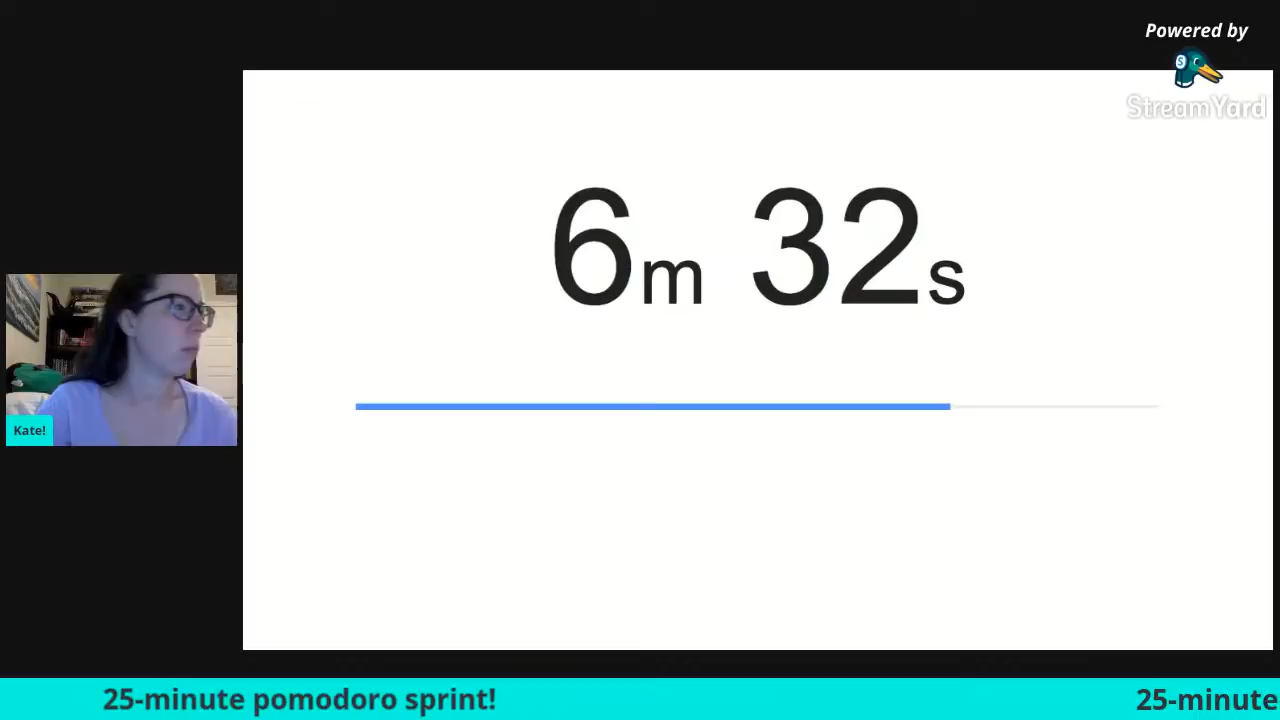 Powered by
StreamYard
6m 32s
Kate!
25-minute pomodoro sprint!
25-minute